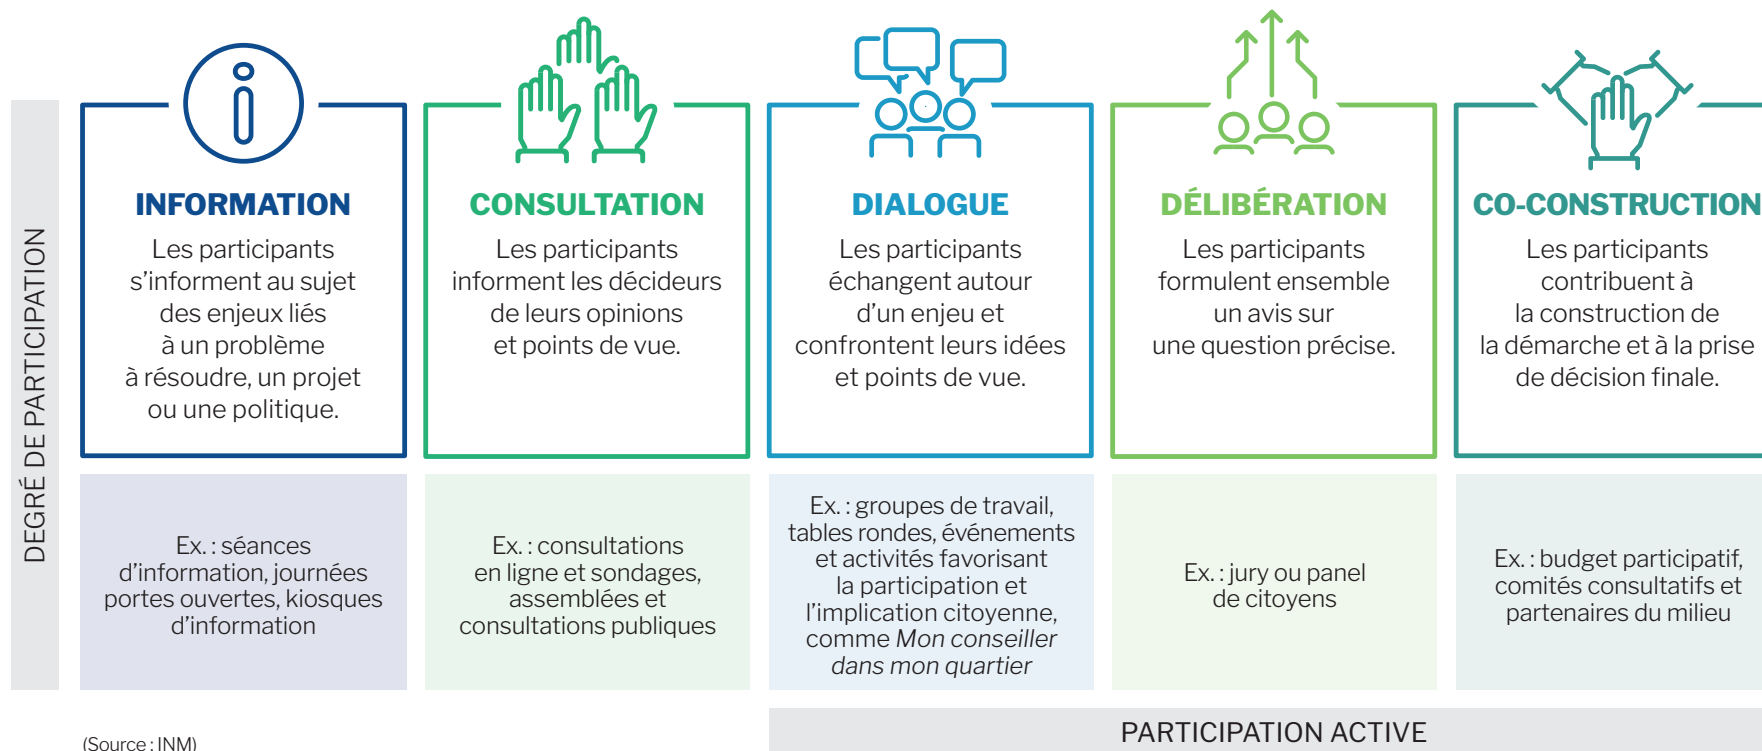 DEGRÉ DE PARTICIPATION
INFORMATION
Les participants
s’informent au sujet
des enjeux liés
à un problème
à résoudre, un projet
ou une politique.
Ex. : séances
d’information, journées
portes ouvertes, kiosques
d’information
CONSULTATION
Les participants
informent les décideurs
de leurs opinions
et points de vue.
Ex. : consultations
en ligne et sondages,
assemblées et
consultations publiques
DIALOGUE
Les participants
échangent autour
d’un enjeu et
confrontent leurs idées
et points de vue.
Ex. : groupes de travail,
tables rondes, événements
et activités favorisant
la participation et
l’implication citoyenne,
comme Mon conseiller
dans mon quartier
DÉLIBÉRATION
Les participants
formulent ensemble
un avis sur
une question précise.
Ex. : jury ou panel
de citoyens
CO-CONSTRUCTION
Les participants
contribuent à
la construction de
la démarche et à la prise
de décision finale.
Ex. : budget participatif,
comités consultatifs et
partenaires du milieu
PARTICIPATION ACTIVE
(Source : INM)